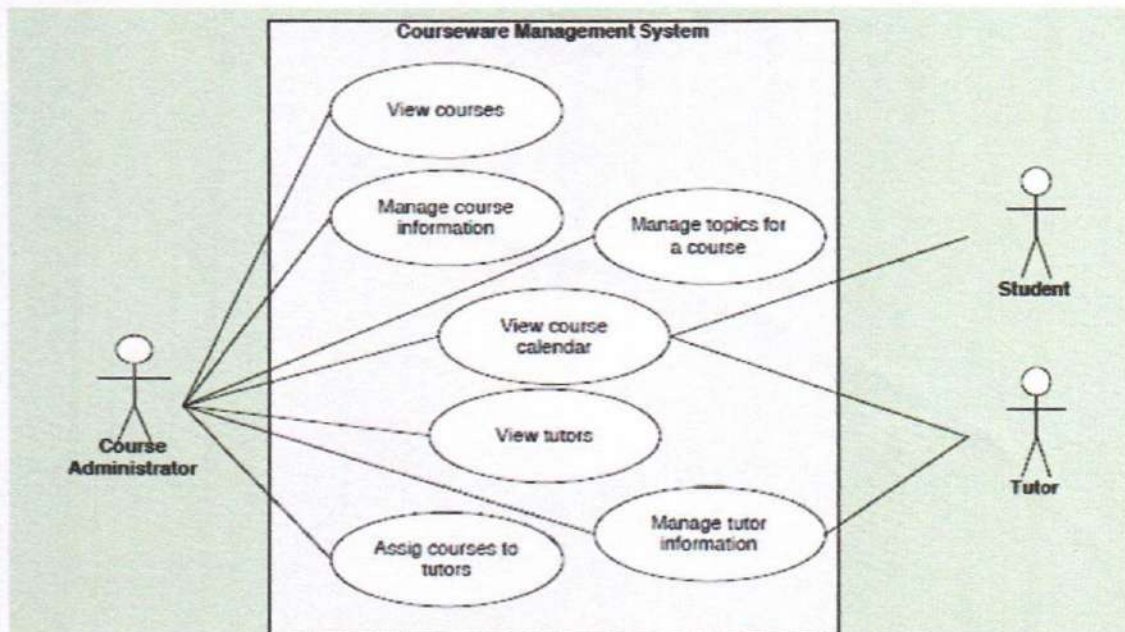 Courseware Management System
View courses
Manage course
information
Manage topics for
a course
View course
calendar
View tutors
Manage tutor
information
Assig courses to
tutors
Course
Administrator
Student
Tutor